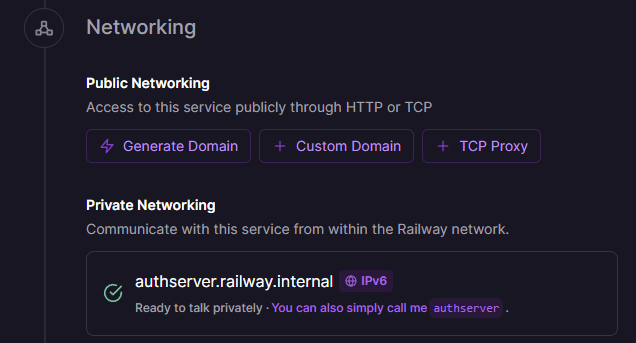 Networking
Public Networking
Access to this service publicly through HTTP or TCP
Generate Domain
Custom Domain
TCP Proxy
Private Networking
Communicate with this service from within the Railway network.
authserver.railway.internal IPv6
Ready to talk privately · You can also simply call me authserver .